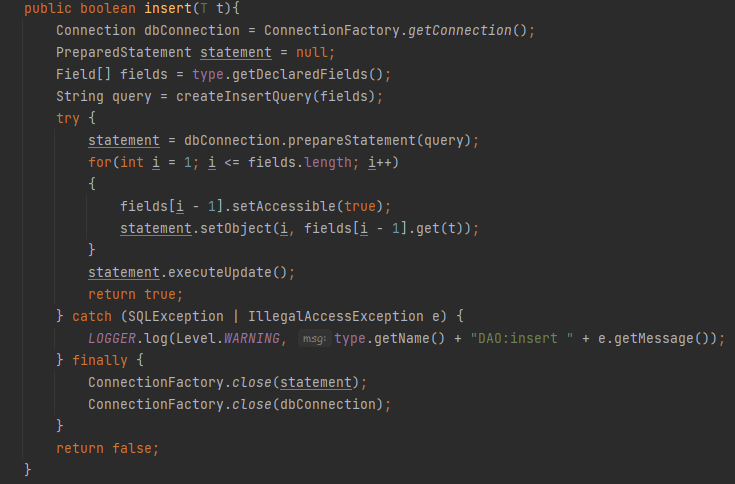 public boolean insert(T t){
    Connection dbConnection = ConnectionFactory.getConnection();
    PreparedStatement statement = null;
    Field[] fields = type.getDeclaredFields();
    String query = createInsertQuery(fields);
    try {
        statement = dbConnection.prepareStatement(query);
        for(int i = 1; i <= fields.length; i++)
        {
            fields[i - 1].setAccessible(true);
            statement.setObject(i, fields[i - 1].get(t));
        }
        statement.executeUpdate();
        return true;
    } catch (SQLException | IllegalAccessException e) {
        LOGGER.log(Level.WARNING, msg: type.getName() + "DAO:insert " + e.getMessage());
    } finally {
        ConnectionFactory.close(statement);
        ConnectionFactory.close(dbConnection);
    }
    return false;
}